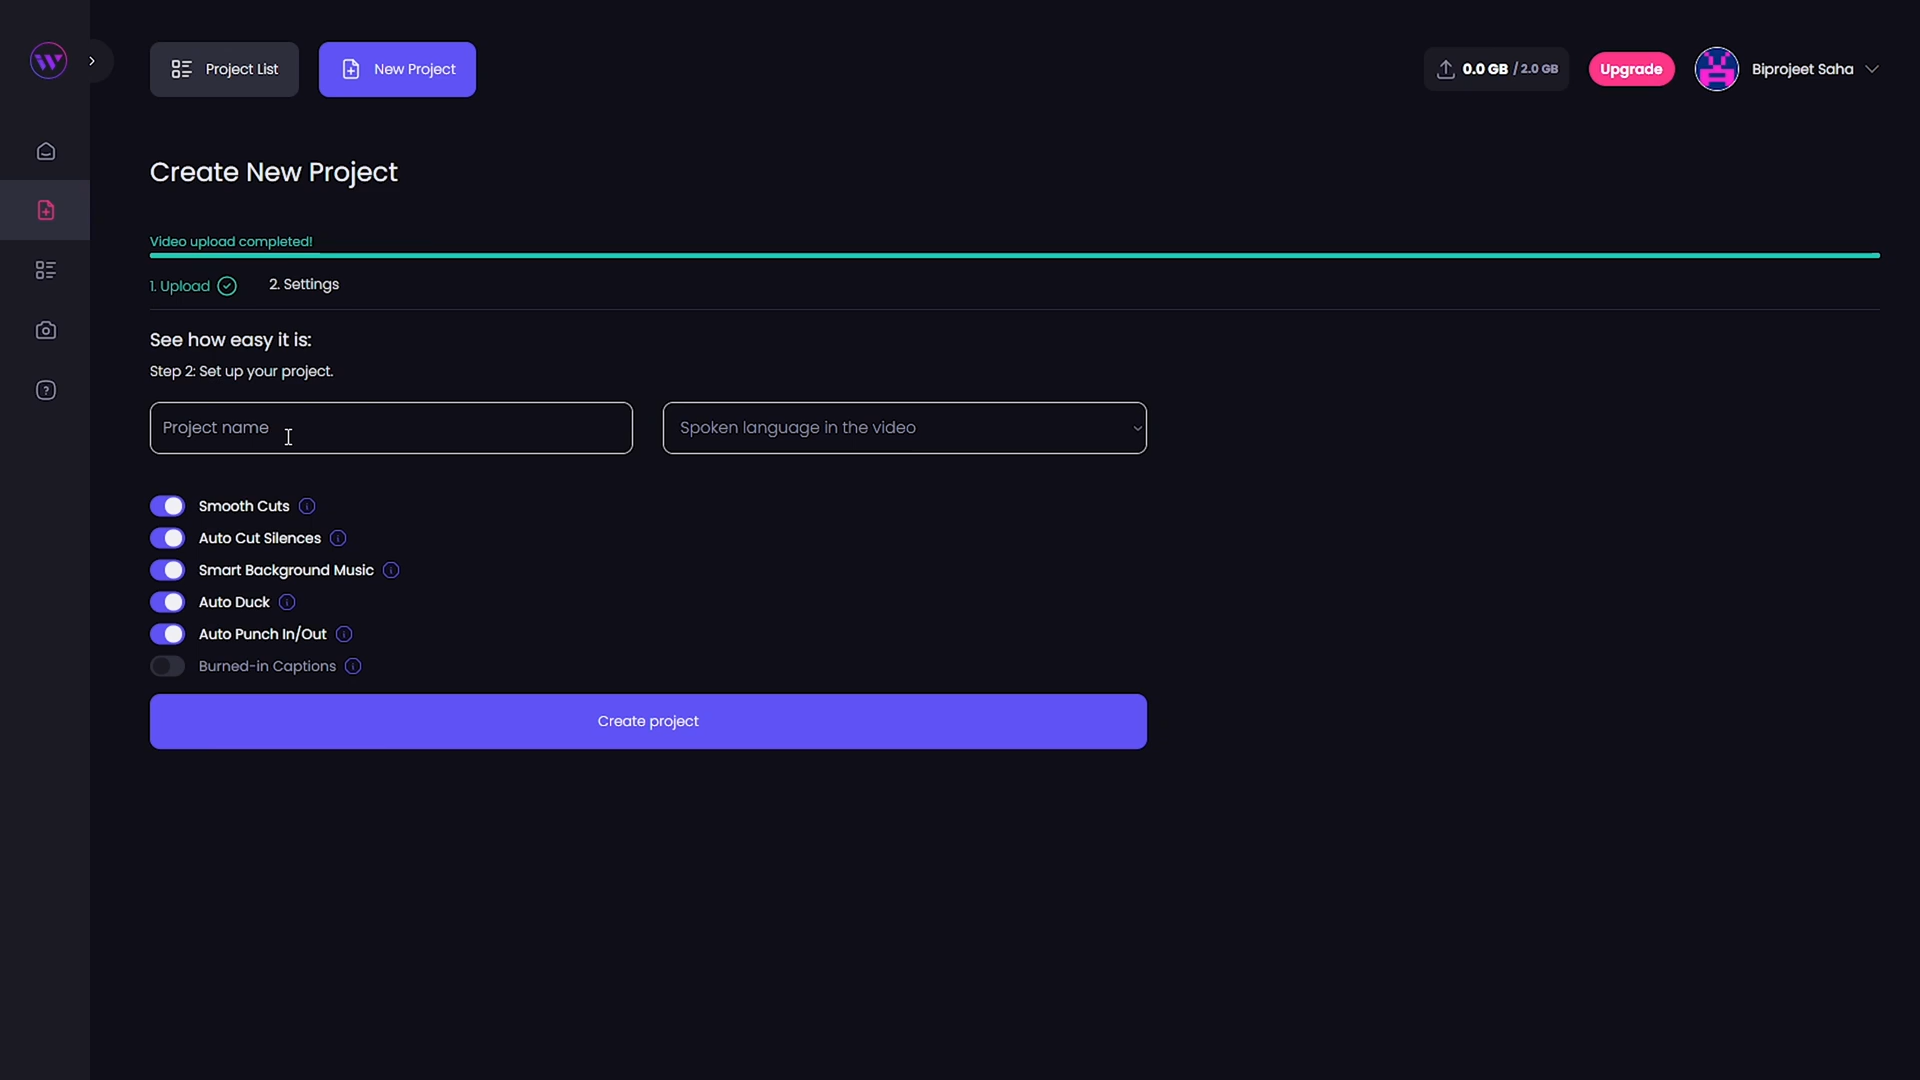 Project List
New Project
0.0 GB / 2.0 GB
Upgrade
Biprojeet Saha
Create New Project
Video upload completed!
1. Upload
2. Settings
See how easy it is:
Step 2: Set up your project.
Project name
Spoken language in the video
Smooth Cuts
Auto Cut Silences
Smart Background Music
Auto Duck
Auto Punch In/Out
Burned-in Captions
Create project